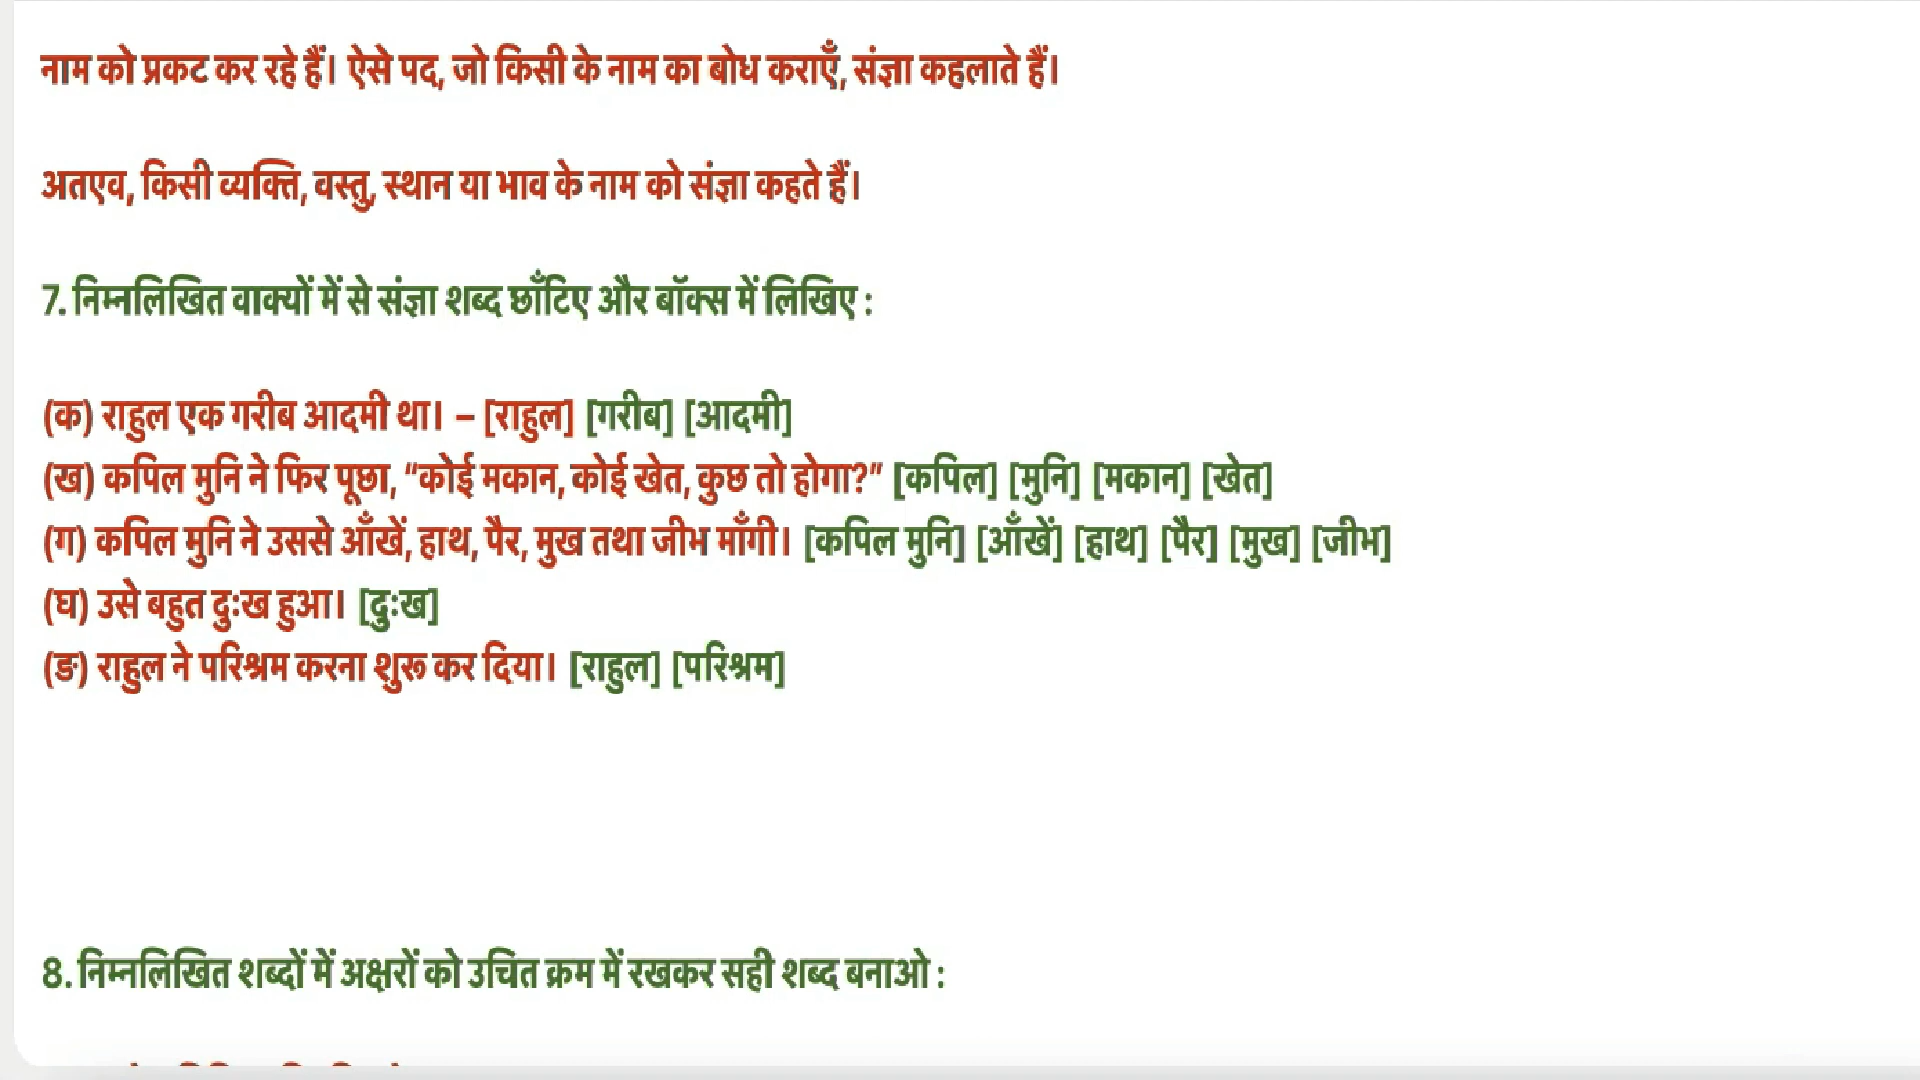 नाम को प्रकट कर रहे हैं। ऐसे पद, जो किसी के नाम का बोध कराएँ, संज्ञा कहलाते हैं।
अतएव, किसी व्यक्ति, वस्तु, स्थान या भाव के नाम को संज्ञा कहते हैं।
7. निम्नलिखित वाक्यों में से संज्ञा शब्द छाँटिए और बॉक्स में लिखिए :
(क) राहुल एक गरीब आदमी था। – [राहुल] [गरीब] [आदमी]
(ख) कपिल मुनि ने फिर पूछा, “कोई मकान, कोई खेत, कुछ तो होगा?” [कपिल] [मुनि] [मकान] [खेत]
(ग) कपिल मुनि ने उससे आँखें, हाथ, पैर, मुख तथा जीभ माँगी। [कपिल मुनि] [आँखें] [हाथ] [पैर] [मुख] [जीभ]
(घ) उसे बहुत दुःख हुआ। [दुःख]
(ङ) राहुल ने परिश्रम करना शुरू कर दिया। [राहुल] [परिश्रम]
8. निम्नलिखित शब्दों में अक्षरों को उचित क्रम में रखकर सही शब्द बनाओ :